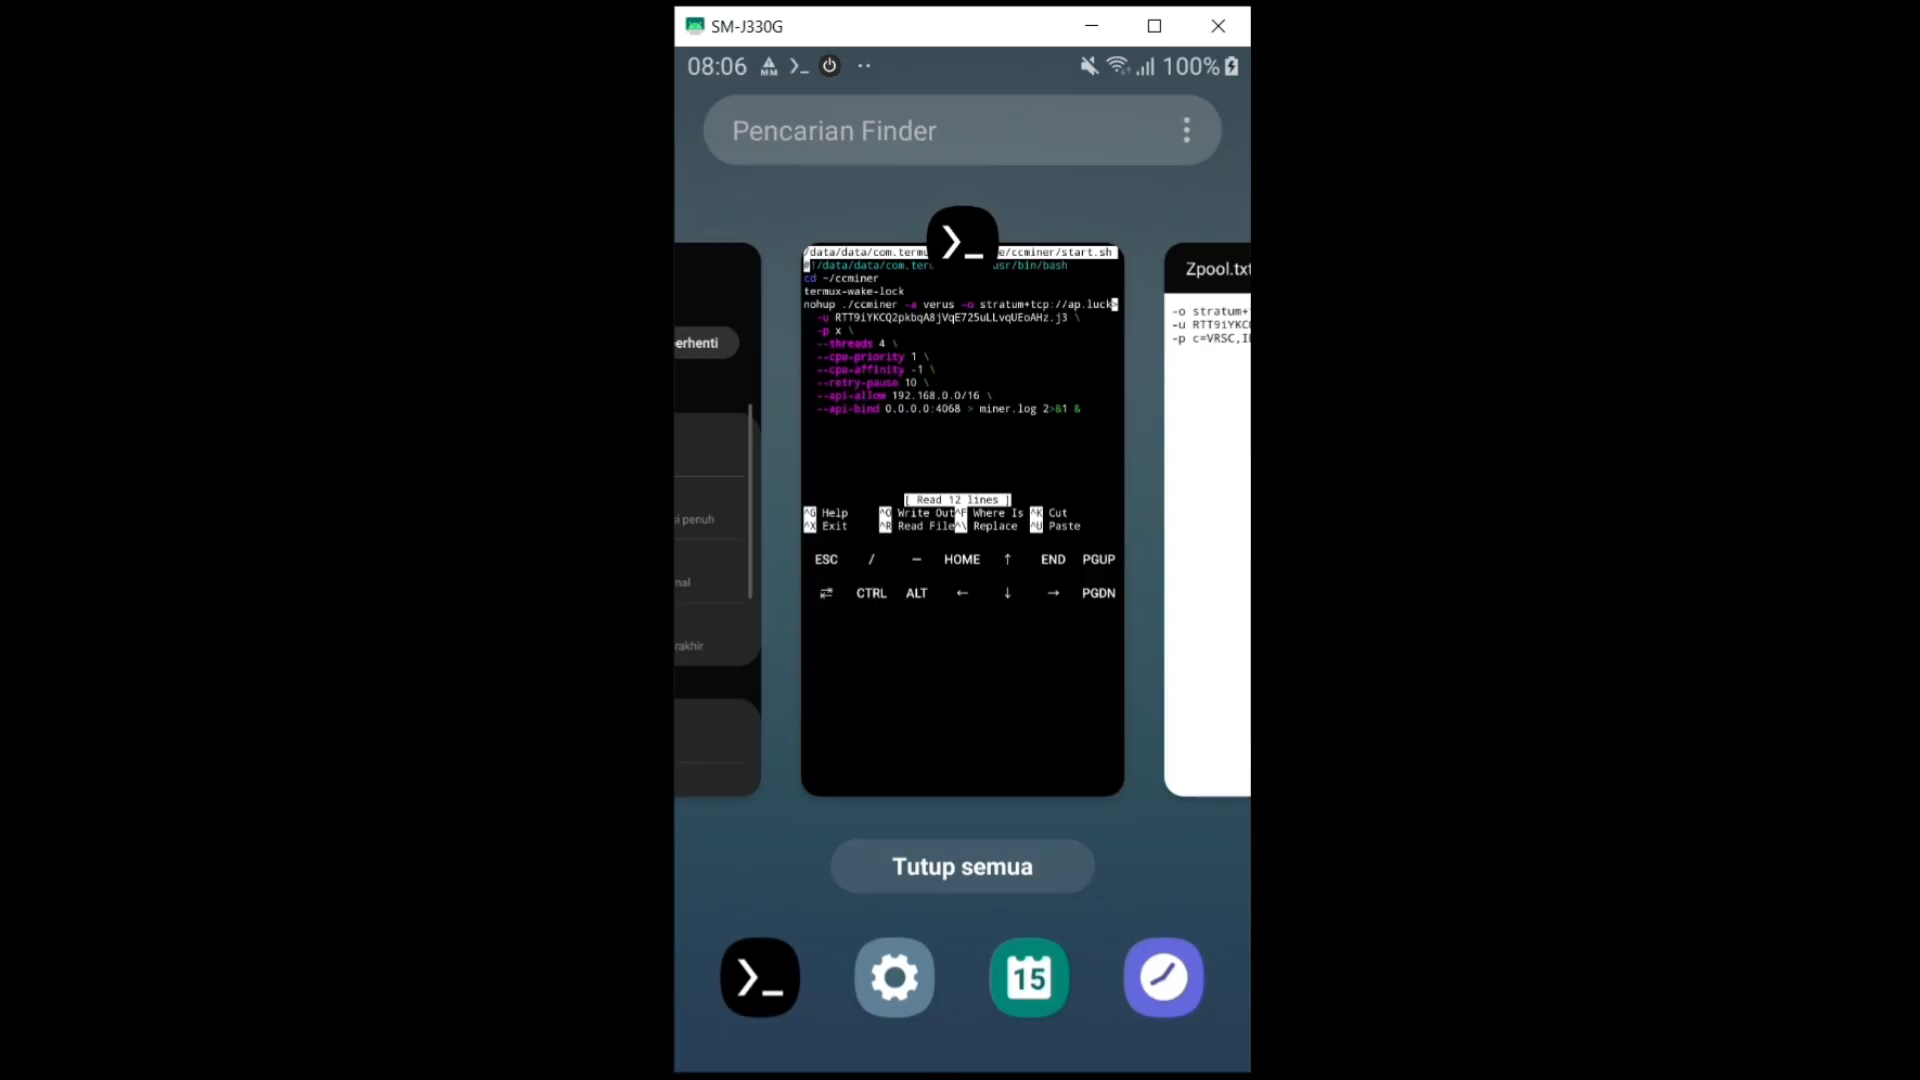 SM-J330G
08:06
100%
Pencarian Finder
/data/data/com.term e/ccminer/start.sh
#!/data/data/com.ter usr/bin/bash
cd ~/ccminer
termux-wake-lock
nohup ./ccminer -a verus -o stratum+tcp://ap.luck>
-u RTT9iYKCQ2pkbqA8jVqE725uLLvqUEoAHz.j3 \
-p x \
--threads 4 \
--cpu-priority 1 \
--cpu-affinity -1 \
--retry-pause 10 \
--api-allow 192.168.0.0/16 \
--api-bind 0.0.0.0:4068 > miner.log 2>&1 &
[ Read 12 lines ]
^G Help ^O Write Out ^F Where Is ^K Cut
^X Exit ^R Read File ^\ Replace ^U Paste
ESC / — HOME ↑ END PGUP
⇄ CTRL ALT ← ↓ → PGDN
erhenti
si penuh
mal
rakhir
Zpool.txt
-o stratum+
-u RTT9iYKC
-p c=VRSC,I
Tutup semua
15